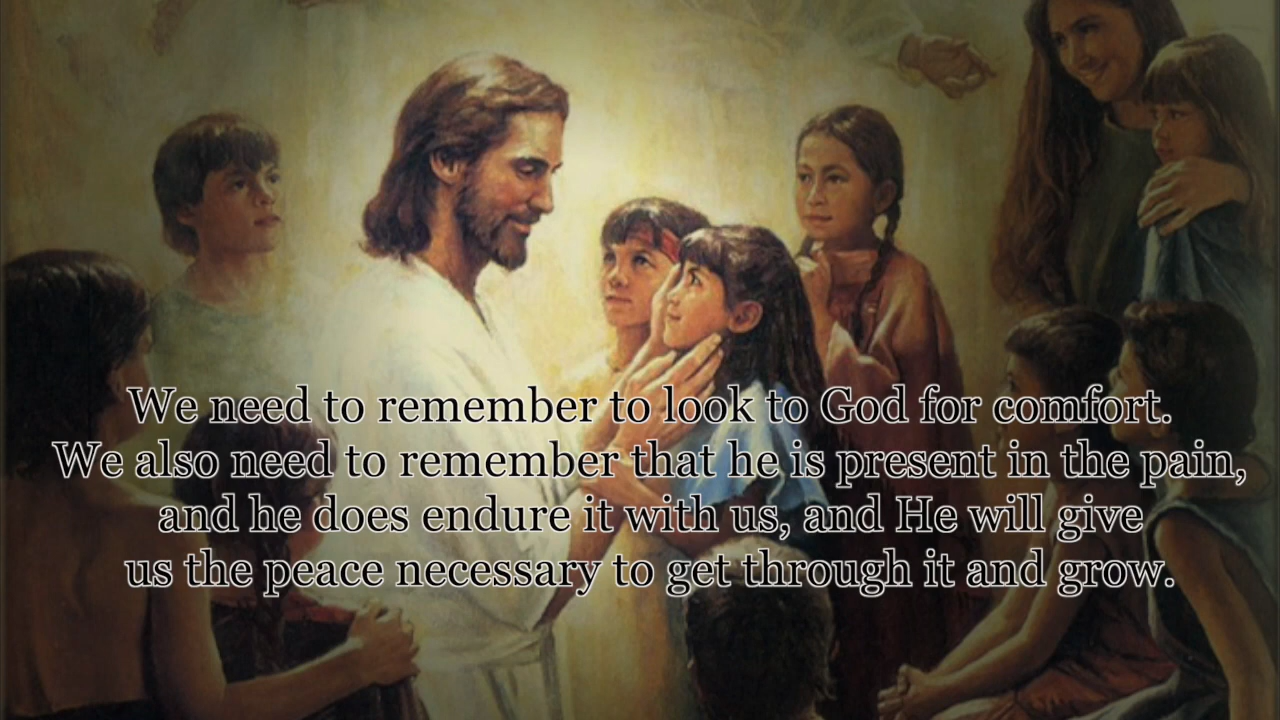 We need to remember to look to God for comfort.
We also need to remember that he is present in the pain,
and he does endure it with us, and He will give
us the peace necessary to get through it and grow.